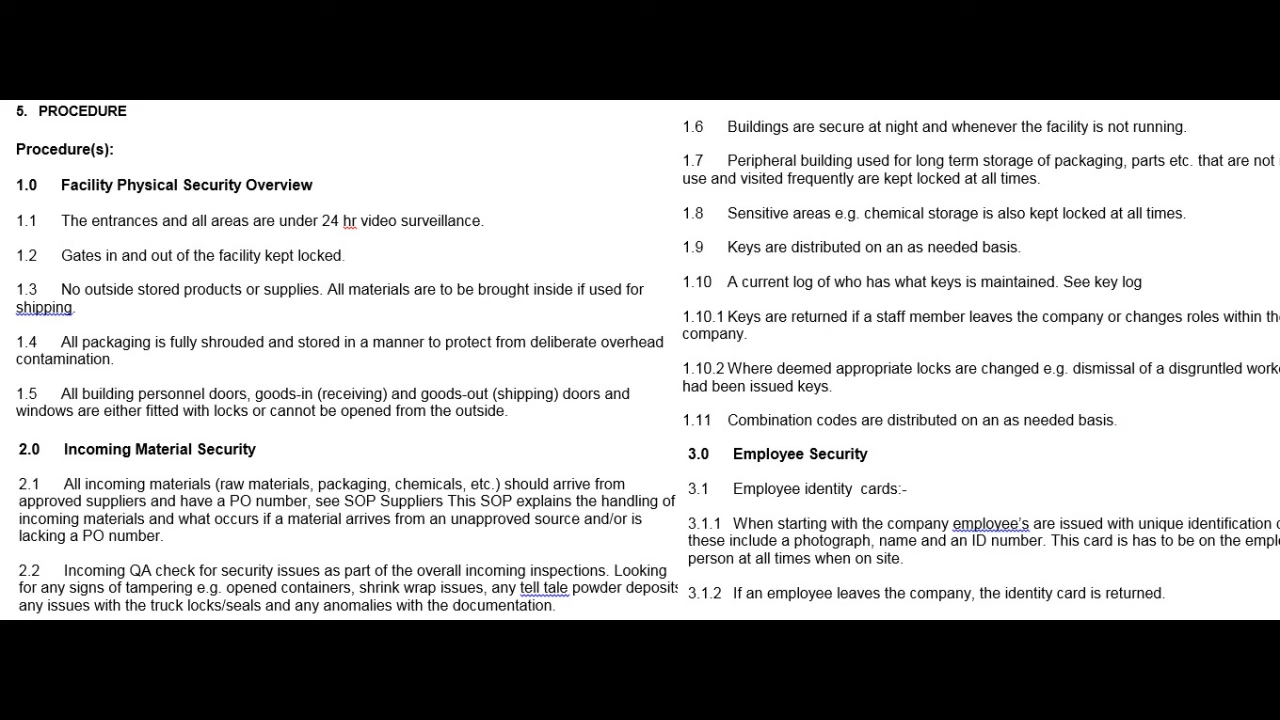 5. PROCEDURE
Procedure(s):
1.0 Facility Physical Security Overview
1.1 The entrances and all areas are under 24 hr video surveillance.
1.2 Gates in and out of the facility kept locked.
1.3 No outside stored products or supplies. All materials are to be brought inside if used for
shipping.
1.4 All packaging is fully shrouded and stored in a manner to protect from deliberate overhead
contamination.
1.5 All building personnel doors, goods-in (receiving) and goods-out (shipping) doors and
windows are either fitted with locks or cannot be opened from the outside.
2.0 Incoming Material Security
2.1 All incoming materials (raw materials, packaging, chemicals, etc.) should arrive from
approved suppliers and have a PO number, see SOP Suppliers This SOP explains the handling of
incoming materials and what occurs if a material arrives from an unapproved source and/or is
lacking a PO number.
2.2 Incoming QA check for security issues as part of the overall incoming inspections. Looking
for any signs of tampering e.g. opened containers, shrink wrap issues, any tell tale powder deposits
any issues with the truck locks/seals and any anomalies with the documentation.
1.6 Buildings are secure at night and whenever the facility is not running.
1.7 Peripheral building used for long term storage of packaging, parts etc. that are not
use and visited frequently are kept locked at all times.
1.8 Sensitive areas e.g. chemical storage is also kept locked at all times.
1.9 Keys are distributed on an as needed basis.
1.10 A current log of who has what keys is maintained. See key log
1.10.1 Keys are returned if a staff member leaves the company or changes roles within
company.
1.10.2 Where deemed appropriate locks are changed e.g. dismissal of a disgruntled
had been issued keys.
1.11 Combination codes are distributed on an as needed basis.
3.0 Employee Security
3.1 Employee identity cards:-
3.1.1 When starting with the company employee's are issued with unique identification
these include a photograph, name and an ID number. This card is has to be on the
person at all times when on site.
3.1.2 If an employee leaves the company, the identity card is returned.